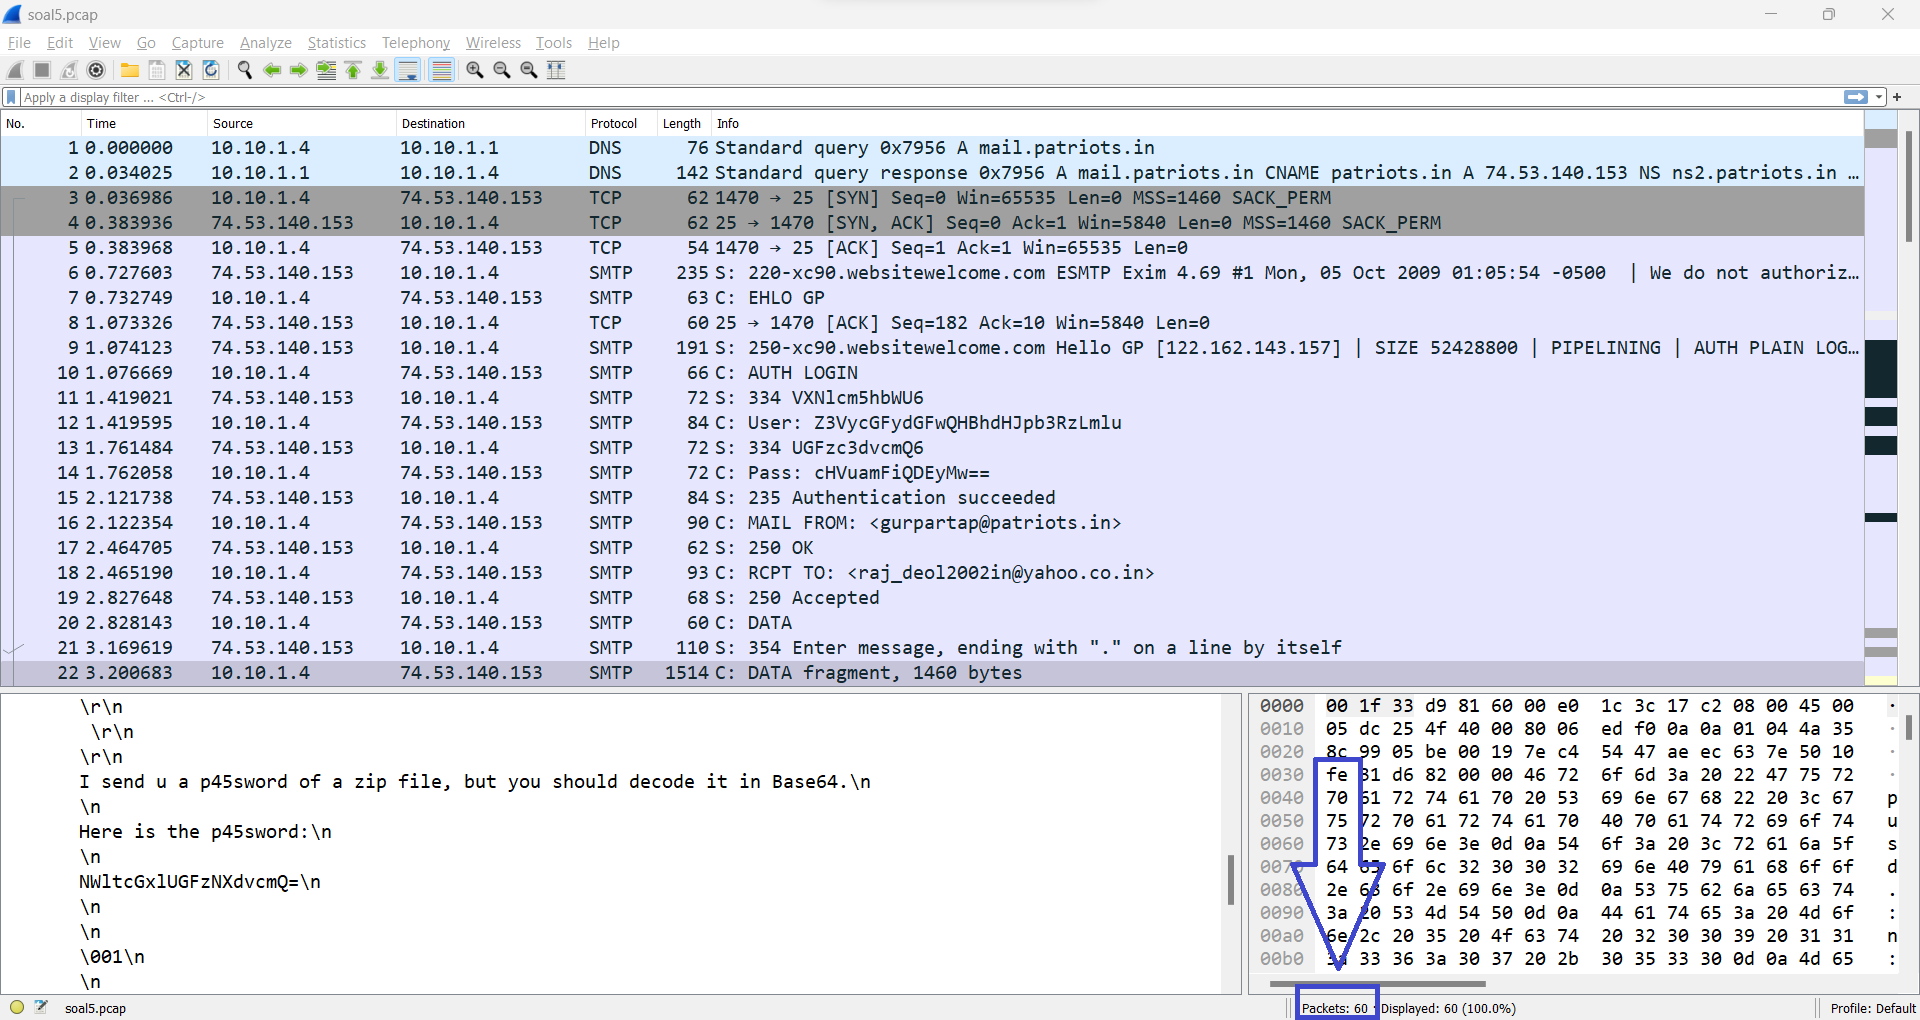 soal5.pcap
File Edit View Go Capture Analyze Statistics Telephony Wireless Tools Help
Apply a display filter ... <Ctrl-/>
No. Time Source Destination Protocol Length Info
1 0.000000 10.10.1.4 10.10.1.1 DNS 76 Standard query 0x7956 A mail.patriots.in
2 0.034025 10.10.1.1 10.10.1.4 DNS 142 Standard query response 0x7956 A mail.patriots.in CNAME patriots.in A 74.53.140.153 NS ns2.patriots.in …
3 0.036986 10.10.1.4 74.53.140.153 TCP 62 1470 → 25 [SYN] Seq=0 Win=65535 Len=0 MSS=1460 SACK_PERM
4 0.383936 74.53.140.153 10.10.1.4 TCP 62 25 → 1470 [SYN, ACK] Seq=0 Ack=1 Win=5840 Len=0 MSS=1460 SACK_PERM
5 0.383968 10.10.1.4 74.53.140.153 TCP 54 1470 → 25 [ACK] Seq=1 Ack=1 Win=65535 Len=0
6 0.727603 74.53.140.153 10.10.1.4 SMTP 235 S: 220-xc90.websitewelcome.com ESMTP Exim 4.69 #1 Mon, 05 Oct 2009 01:05:54 -0500 | We do not authoriz…
7 0.732749 10.10.1.4 74.53.140.153 SMTP 63 C: EHLO GP
8 1.073326 74.53.140.153 10.10.1.4 TCP 60 25 → 1470 [ACK] Seq=182 Ack=10 Win=5840 Len=0
9 1.074123 74.53.140.153 10.10.1.4 SMTP 191 S: 250-xc90.websitewelcome.com Hello GP [122.162.143.157] | SIZE 52428800 | PIPELINING | AUTH PLAIN LOG…
10 1.076669 10.10.1.4 74.53.140.153 SMTP 66 C: AUTH LOGIN
11 1.419021 74.53.140.153 10.10.1.4 SMTP 72 S: 334 VXNlcm5hbWU6
12 1.419595 10.10.1.4 74.53.140.153 SMTP 84 C: User: Z3VycGFydGFwQHBhdHJpb3RzLmlu
13 1.761484 74.53.140.153 10.10.1.4 SMTP 72 S: 334 UGFzc3dvcmQ6
14 1.762058 10.10.1.4 74.53.140.153 SMTP 72 C: Pass: cHVuamFiQDEyMw==
15 2.121738 74.53.140.153 10.10.1.4 SMTP 84 S: 235 Authentication succeeded
16 2.122354 10.10.1.4 74.53.140.153 SMTP 90 C: MAIL FROM: <gurpartap@patriots.in>
17 2.464705 74.53.140.153 10.10.1.4 SMTP 62 S: 250 OK
18 2.465190 10.10.1.4 74.53.140.153 SMTP 93 C: RCPT TO: <raj_deol2002in@yahoo.co.in>
19 2.827648 74.53.140.153 10.10.1.4 SMTP 68 S: 250 Accepted
20 2.828143 10.10.1.4 74.53.140.153 SMTP 60 C: DATA
21 3.169619 74.53.140.153 10.10.1.4 SMTP 110 S: 354 Enter message, ending with "." on a line by itself
22 3.200683 10.10.1.4 74.53.140.153 SMTP 1514 C: DATA fragment, 1460 bytes
\r\n
\r\n
\r\n
I send u a p45sword of a zip file, but you should decode it in Base64.\n
\n
Here is the p45sword:\n
\n
NWltcGxlUGFzNXdvcmQ=\n
\n
\n
\001\n
\n
0000 00 1f 33 d9 81 60 00 e0 1c 3c 17 c2 08 00 45 00 ·
0010 05 dc 25 4f 40 00 80 06 ed f0 0a 0a 01 04 4a 35 ·
0020 8c 99 05 be 00 19 7e c4 54 47 ae ec 63 7e 50 10 ·
0030 fe 31 d6 82 00 00 46 72 6f 6d 3a 20 22 47 75 72 ·
0040 70 61 72 74 61 70 20 53 69 6e 67 68 22 20 3c 67 p
0050 75 72 70 61 72 74 61 70 40 70 61 74 72 69 6f 74 u
0060 73 2e 69 6e 3e 0d 0a 54 6f 3a 20 3c 72 61 6a 5f s
0070 64 65 6f 6c 32 30 30 32 69 6e 40 79 61 68 6f 6f d
0080 2e 63 6f 2e 69 6e 3e 0d 0a 53 75 62 6a 65 63 74 .
0090 3a 20 53 4d 54 50 0d 0a 44 61 74 65 3a 20 4d 6f :
00a0 6e 2c 20 35 20 4f 63 74 20 32 30 30 39 20 31 31 n
00b0 3a 33 36 3a 30 37 20 2b 30 35 33 30 0d 0a 4d 65 :
soal5.pcap Packets: 60 · Displayed: 60 (100.0%) Profile: Default